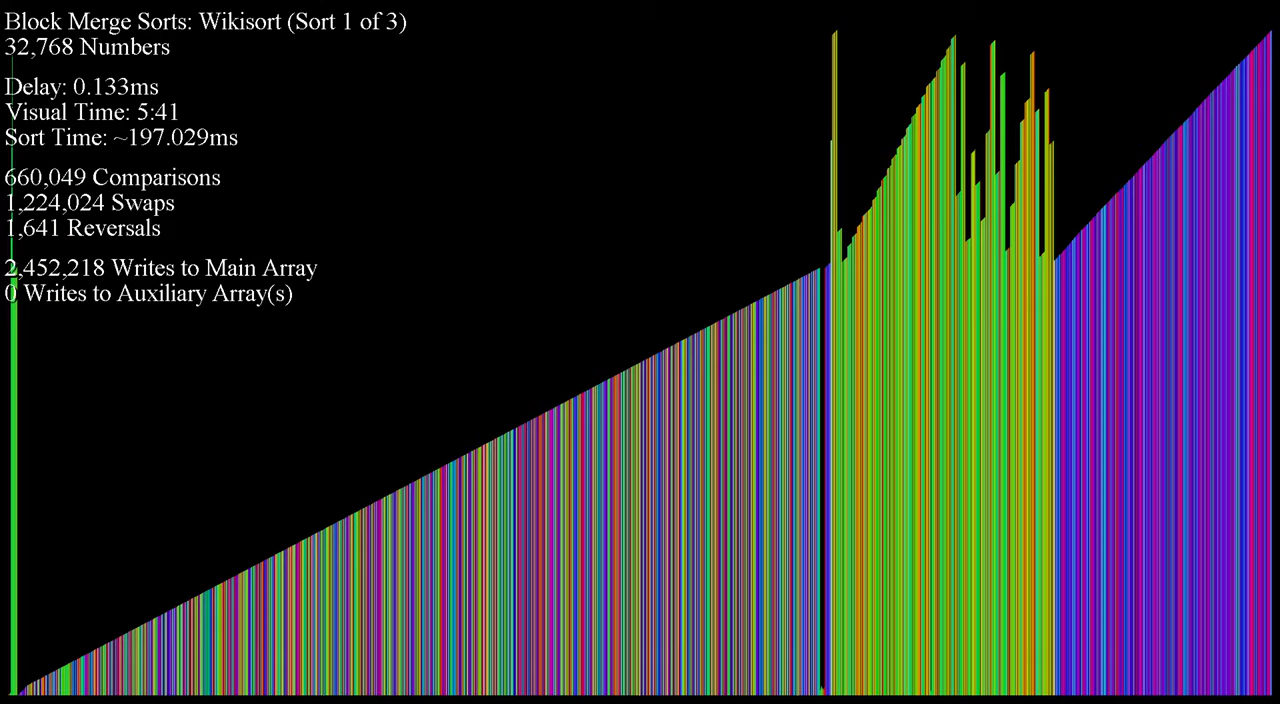 Block Merge Sorts: Wikisort (Sort 1 of 3)
32,768 Numbers
Delay: 0.133ms
Visual Time: 5:41
Sort Time: ~197.029ms
660,049 Comparisons
1,224,024 Swaps
1,641 Reversals
2,452,218 Writes to Main Array
0 Writes to Auxiliary Array(s)